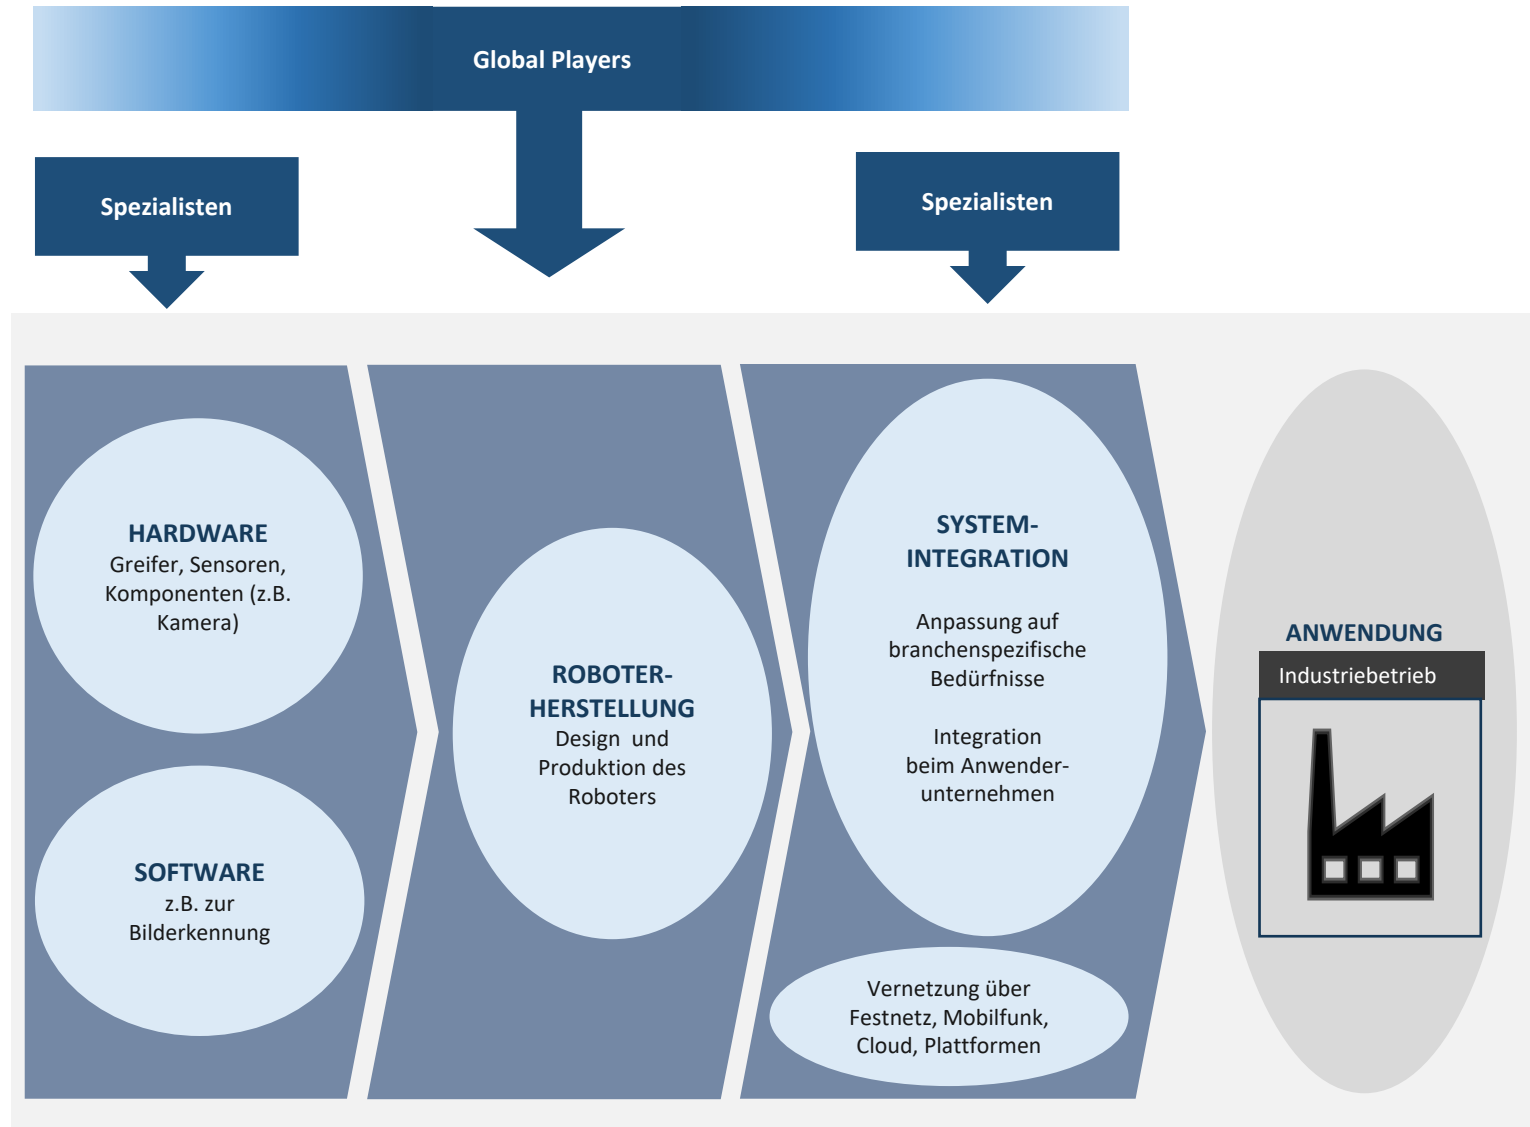 Global Players
Spezialisten
Spezialisten
HARDWARE
Greifer, Sensoren,
Komponenten (z.B.
Kamera)
SOFTWARE
z.B. zur
Bilderkennung
ROBOTER-
HERSTELLUNG
Design und
Produktion des
Roboters
SYSTEM-
INTEGRATION
Anpassung auf
branchenspezifische
Bedürfnisse
Integration
beim Anwender-
unternehmen
Vernetzung über
Festnetz, Mobilfunk,
Cloud, Plattformen
ANWENDUNG
Industriebetrieb